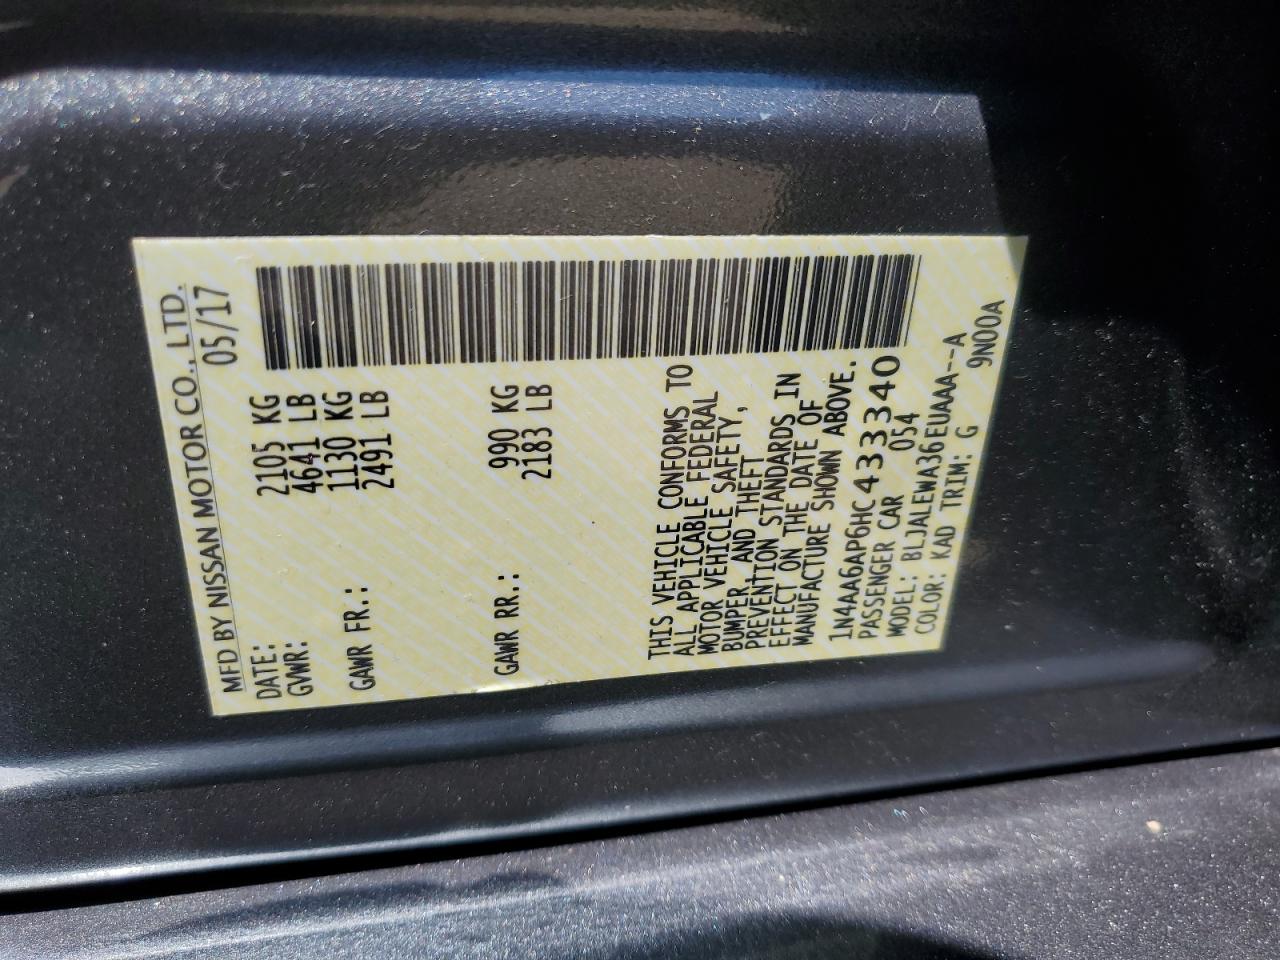 MFD BY NISSAN MOTOR CO., LTD.
DATE: 05/17
GVWR: 2105 KG
4641 LB
GAWR FR.: 1130 KG
2491 LB
GAWR RR.: 990 KG
2183 LB
THIS VEHICLE CONFORMS TO
ALL APPLICABLE FEDERAL
MOTOR VEHICLE SAFETY,
BUMPER, AND THEFT
PREVENTION STANDARDS IN
EFFECT ON THE DATE OF
MANUFACTURE SHOWN ABOVE.
1N4AA6AP6HC433340
PASSENGER CAR 054
MODEL: BLJALEWA36EUAAA--A
COLOR: KAD TRIM: G 9N00A